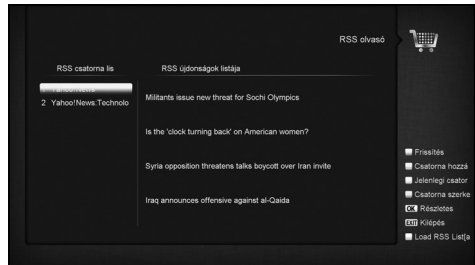 RSS olvasó
RSS csatorna lis
RSS újdonságok listája
2 Yahoo!News:Technolo
Militants issue new threat for Sochi Olympics
Is the 'clock turning back' on American women?
Syria opposition threatens talks boycott over Iran invite
Iraq announces offensive against al-Qaida
Frissítés
Csatorna hozzá
Jelenlegi csator
Csatorna szerke
OK Részletes
EXIT Kilépés
Load RSS List[a